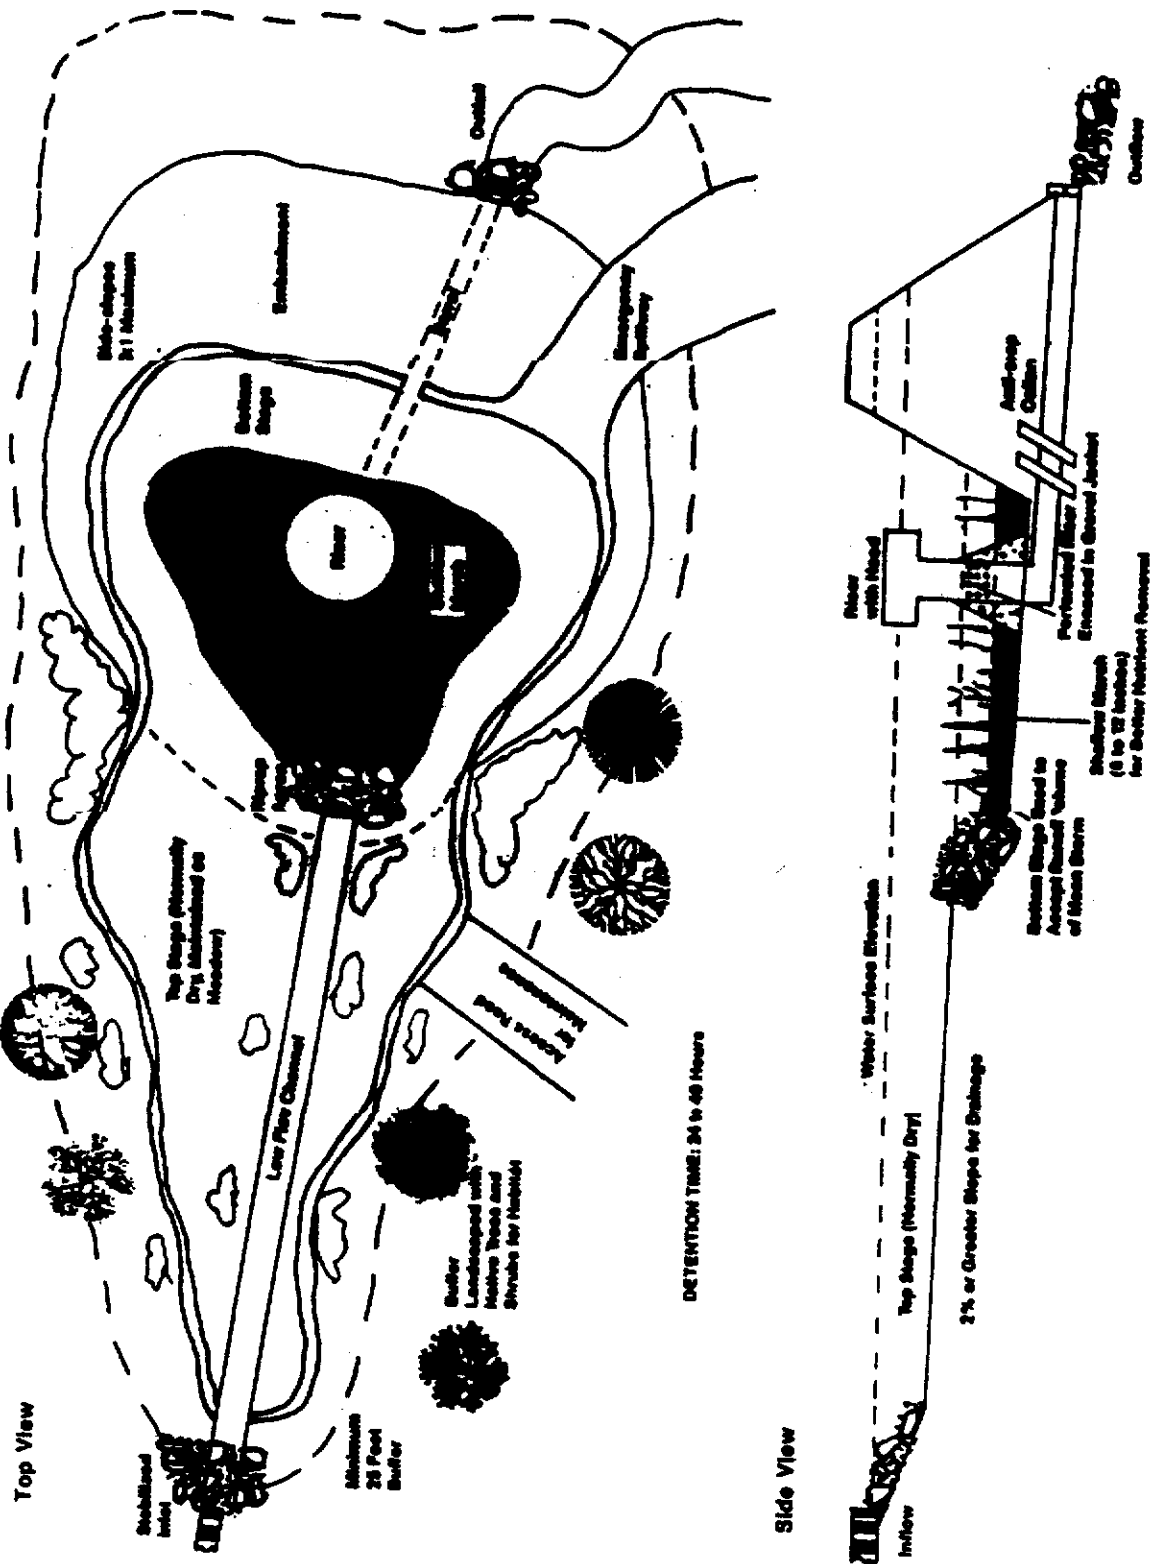 Top View
Stabilized
Inlet
Minimum
25 Foot
Buffer
Buffer
Landscaped with
Native Trees and
Shrubs for Habitat
Low Flow Channel
Top Stage (Normally
Dry, Maintained as
Meadow)
Access Road
for
Maintenance
Riprap
Riser
Marsh
Bottom
Stage
Side-slopes
3:1 Maximum
Embankment
Barrel
Outlet
Emergency
Spillway
DETENTION TIME: 24 to 40 Hours
Side View
Inflow
Water Surface Elevation
Top Stage (Normally Dry)
2% or Greater Slope for Drainage
Bottom Stage Sized to
Accept Runoff Volume
of Mean Storm
Shallow Marsh
(6 to 12 inches)
for Better Nutrient Removal
Riser
with Hood
Perforated Riser
Encased in Gravel Jacket
Anti-seep
Collar
Outflow